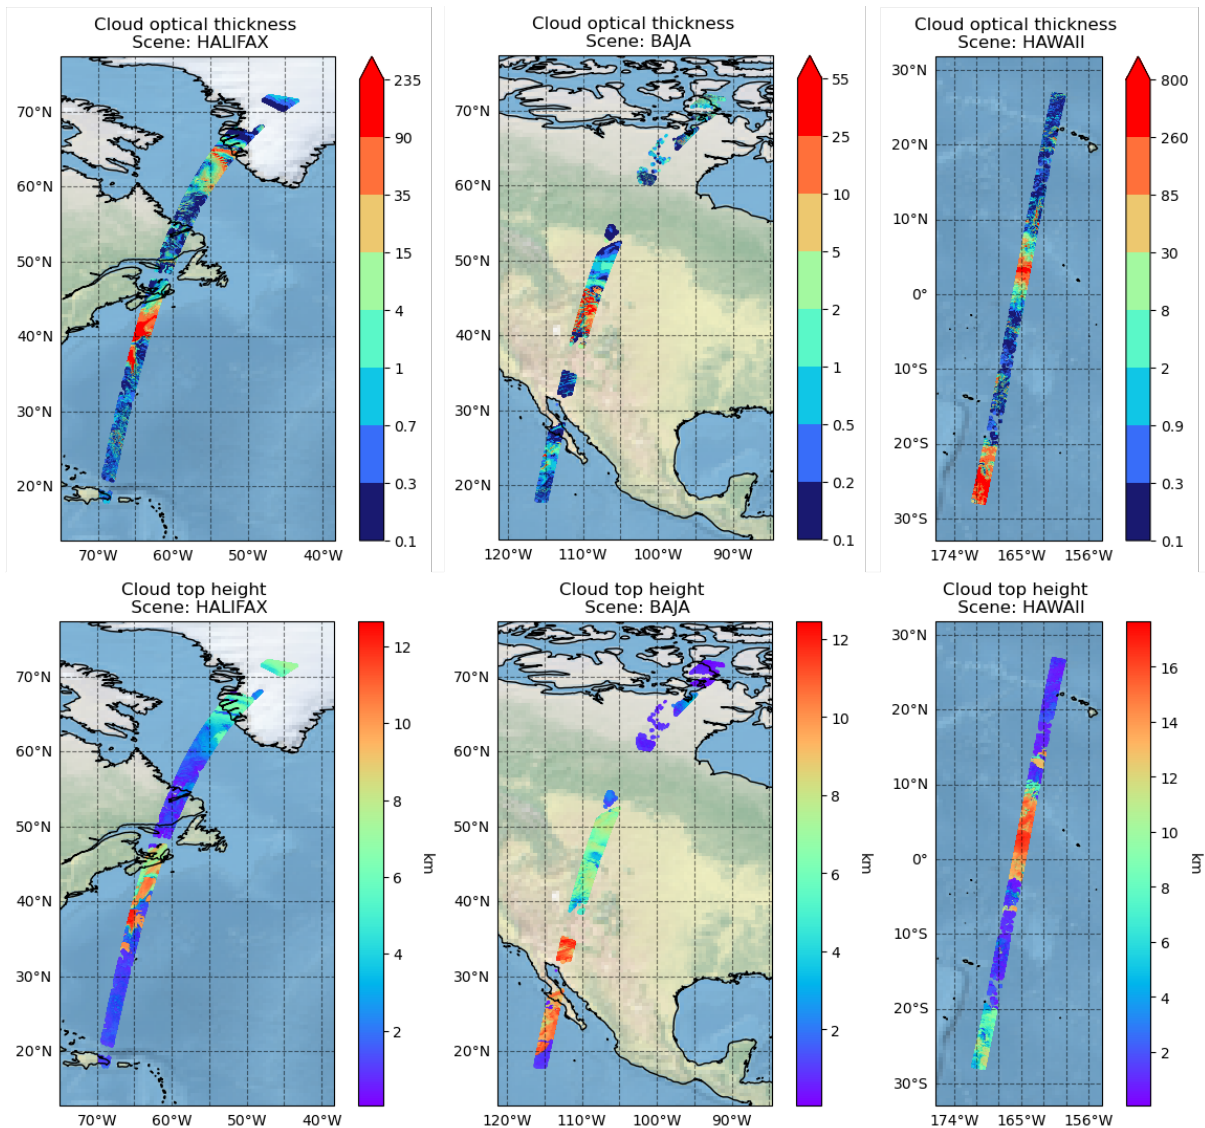 Cloud optical thickness
Scene: HALIFAX
70°N
60°N
50°N
40°N
30°N
20°N
70°W
60°W
50°W
40°W
235
90
35
15
4
1
0.7
0.3
0.1
Cloud optical thickness
Scene: BAJA
70°N
60°N
50°N
40°N
30°N
20°N
120°W
110°W
100°W
90°W
55
25
10
5
2
1
0.5
0.2
0.1
Cloud optical thickness
Scene: HAWAII
30°N
20°N
10°N
0°
10°S
20°S
30°S
174°W
165°W
156°W
800
260
85
30
8
2
0.9
0.3
0.1
Cloud top height
Scene: HALIFAX
70°N
60°N
50°N
40°N
30°N
20°N
70°W
60°W
50°W
40°W
12
10
8
6
4
2
km
Cloud top height
Scene: BAJA
70°N
60°N
50°N
40°N
30°N
20°N
120°W
110°W
100°W
90°W
12
10
8
6
4
2
km
Cloud top height
Scene: HAWAII
30°N
20°N
10°N
0°
10°S
20°S
30°S
174°W
165°W
156°W
16
14
12
10
8
6
4
2
km